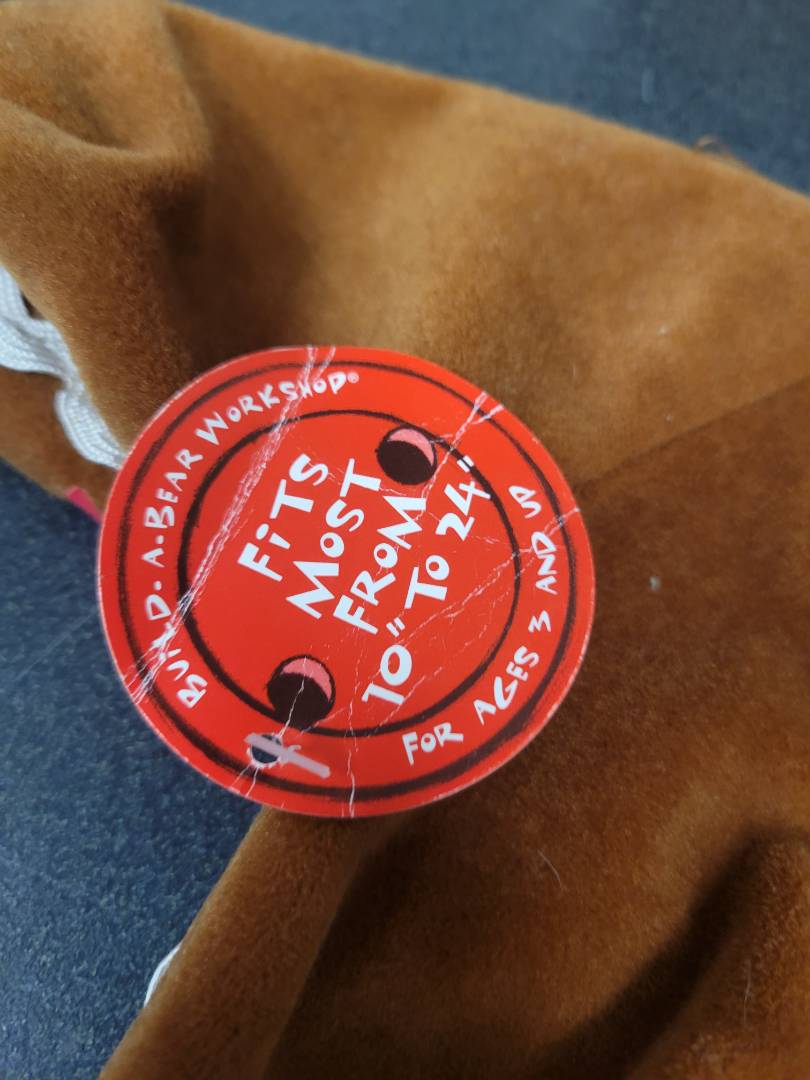 BUiLD-A-BEAR WORKSHOP®
FiTS
MOST
FROM
10" TO 24"
FOR AGES 3 AND UP